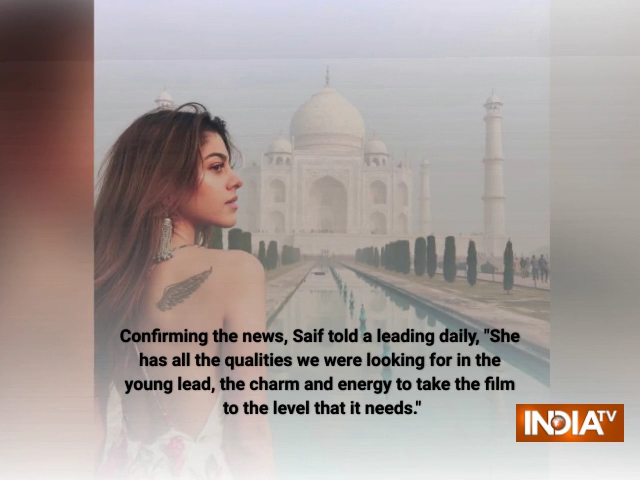 Confirming the news, Saif told a leading daily, "She
has all the qualities we were looking for in the
young lead, the charm and energy to take the film
to the level that it needs."
INDIA TV